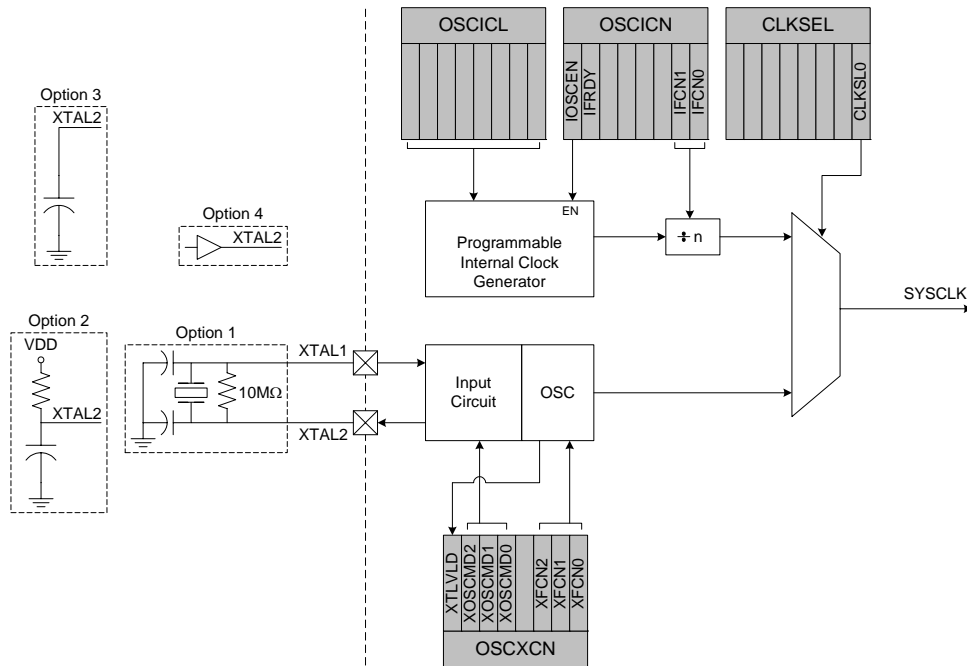 OSCICL
OSCICN
CLKSEL
IOSCEN
IFRDY
IFCN1
IFCN0
CLKSL0
Option 3
XTAL2
Option 4
XTAL2
EN
Programmable
Internal Clock
Generator
÷ n
SYSCLK
Option 2
VDD
XTAL2
Option 1
10MΩ
XTAL1
XTAL2
Input
Circuit
OSC
XTLVLD
XOSCMD2
XOSCMD1
XOSCMD0
XFCN2
XFCN1
XFCN0
OSCXCN